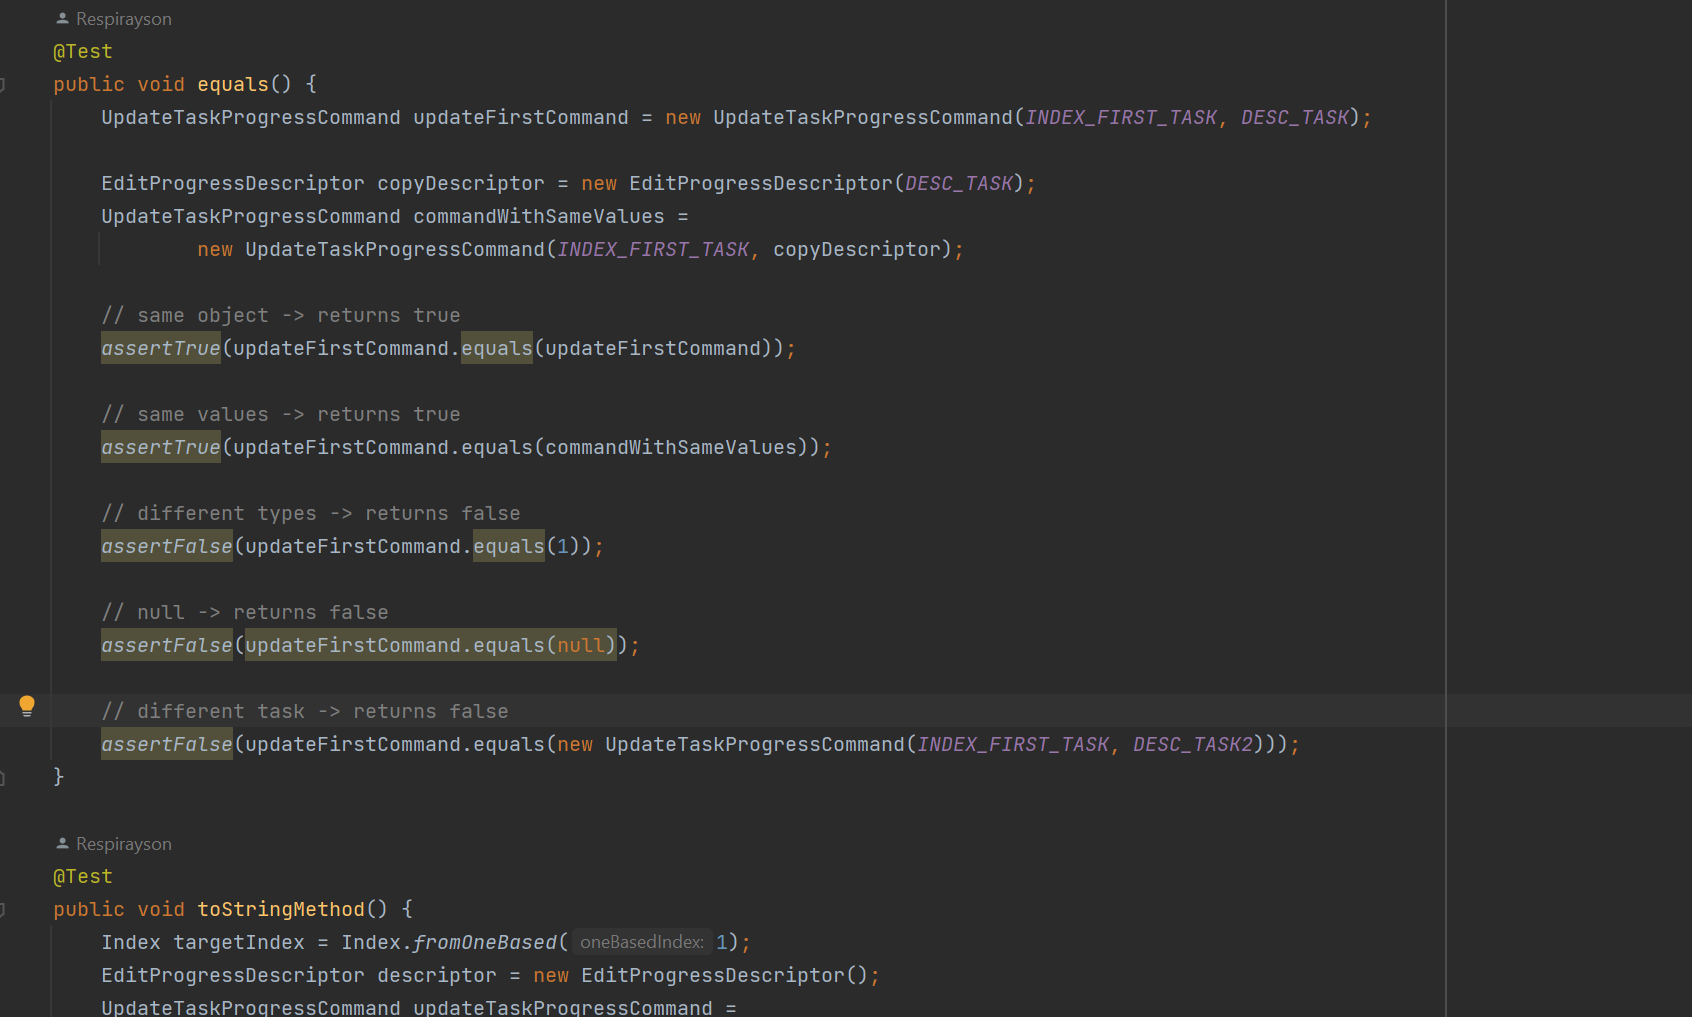 Respirayson
@Test
public void equals() {
UpdateTaskProgressCommand updateFirstCommand = new UpdateTaskProgressCommand(INDEX_FIRST_TASK, DESC_TASK);
EditProgressDescriptor copyDescriptor = new EditProgressDescriptor(DESC_TASK);
UpdateTaskProgressCommand commandWithSameValues =
new UpdateTaskProgressCommand(INDEX_FIRST_TASK, copyDescriptor);
// same object -> returns true
assertTrue(updateFirstCommand.equals(updateFirstCommand));
// same values -> returns true
assertTrue(updateFirstCommand.equals(commandWithSameValues));
// different types -> returns false
assertFalse(updateFirstCommand.equals(1));
// null -> returns false
assertFalse(updateFirstCommand.equals(null));
// different task -> returns false
assertFalse(updateFirstCommand.equals(new UpdateTaskProgressCommand(INDEX_FIRST_TASK, DESC_TASK2)));
}
Respirayson
@Test
public void toStringMethod() {
Index targetIndex = Index.fromOneBased( oneBasedIndex: 1);
EditProgressDescriptor descriptor = new EditProgressDescriptor();
UpdateTaskProgressCommand updateTaskProgressCommand =